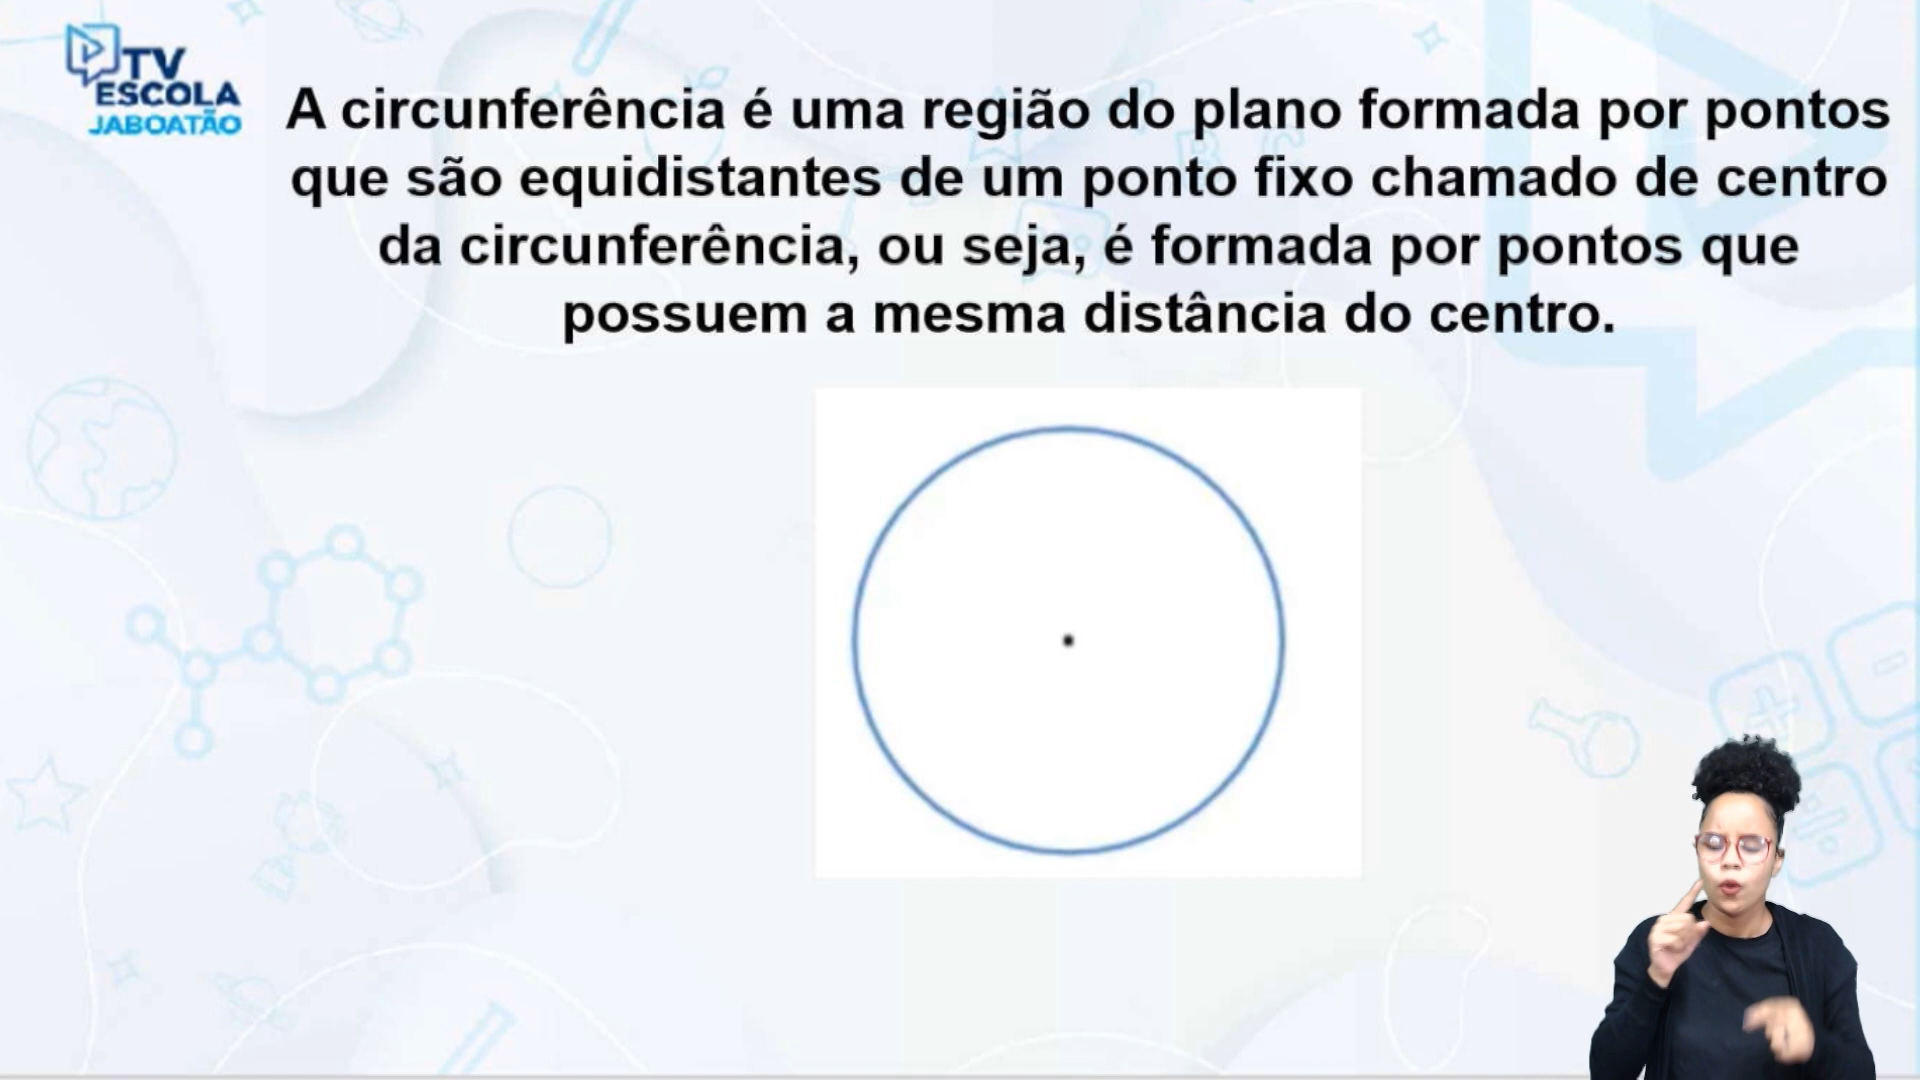 TV
ESCOLA
JABOATÃO
A circunferência é uma região do plano formada por pontos
que são equidistantes de um ponto fixo chamado de centro
da circunferência, ou seja, é formada por pontos que
possuem a mesma distância do centro.